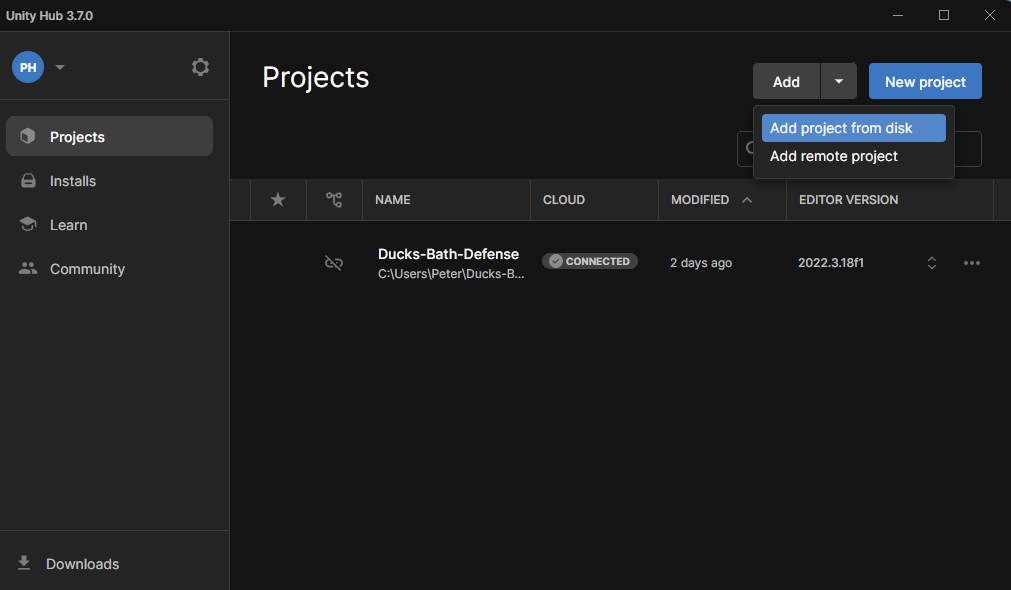 Unity Hub 3.7.0
PH
Projects
Installs
Learn
Community
Downloads
Projects
Add
New project
Add project from disk
Add remote project
NAME CLOUD MODIFIED EDITOR VERSION
Ducks-Bath-Defense CONNECTED 2 days ago 2022.3.18f1
C:\Users\Peter\Ducks-B...